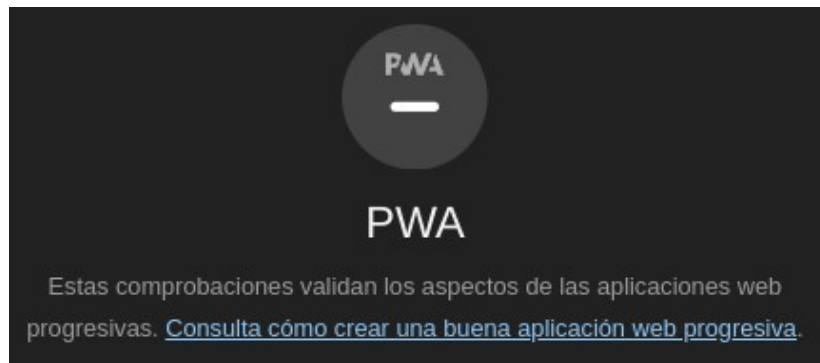 PWA
PWA
Estas comprobaciones validan los aspectos de las aplicaciones web
progresivas. Consulta cómo crear una buena aplicación web progresiva.